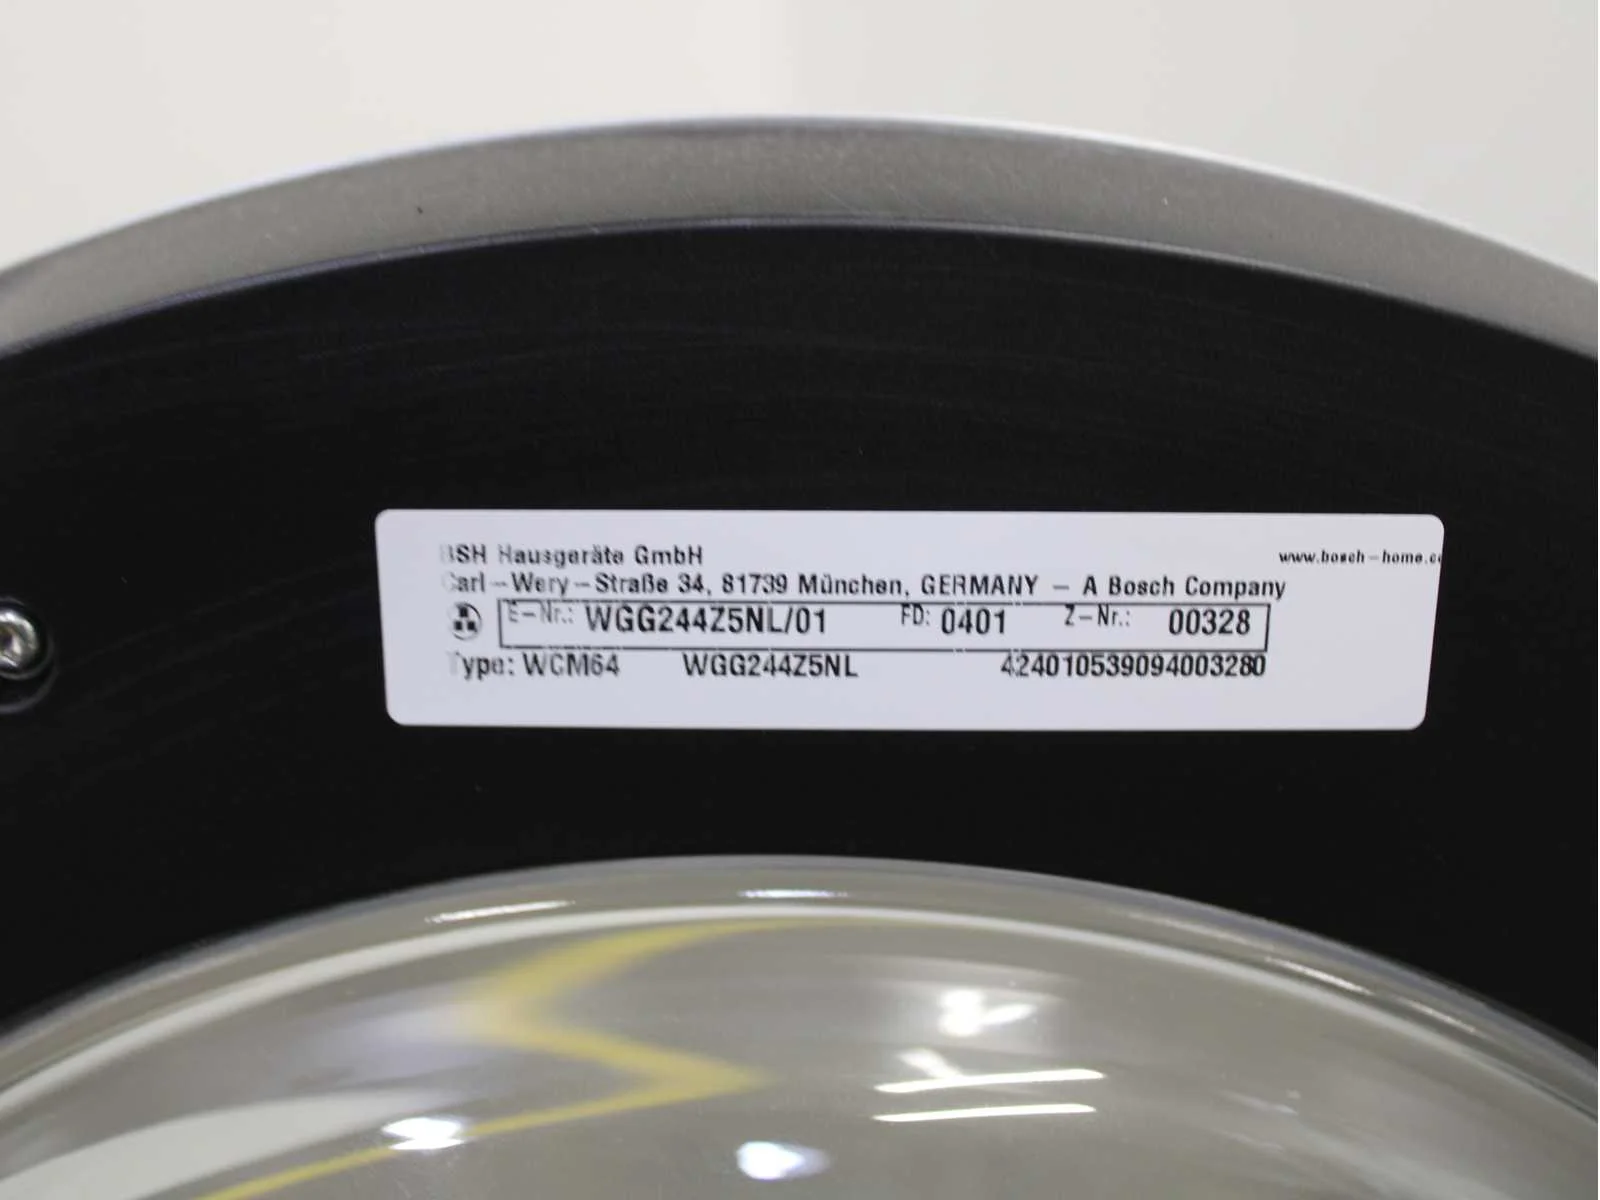 BSH Hausgeräte GmbH
www.bosch-home.co
Carl-Wery-Straße 34, 81739 München, GERMANY - A Bosch Company
E-Nr.: WGG244Z5NL/01 FD: 0401 Z-Nr.: 00328
Type: WCM64 WGG244Z5NL 424010539094003280